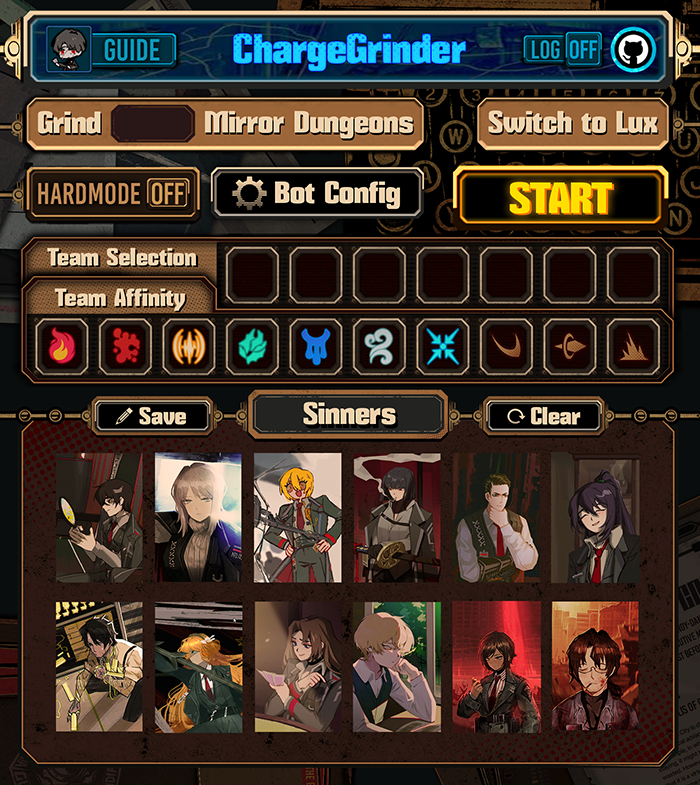 GUIDE
ChargeGrinder
LOG OFF
Grind
Mirror Dungeons
Switch to Lux
HARDMODE OFF
Bot Config
START
Team Selection
Team Affinity
Save
Sinners
Clear